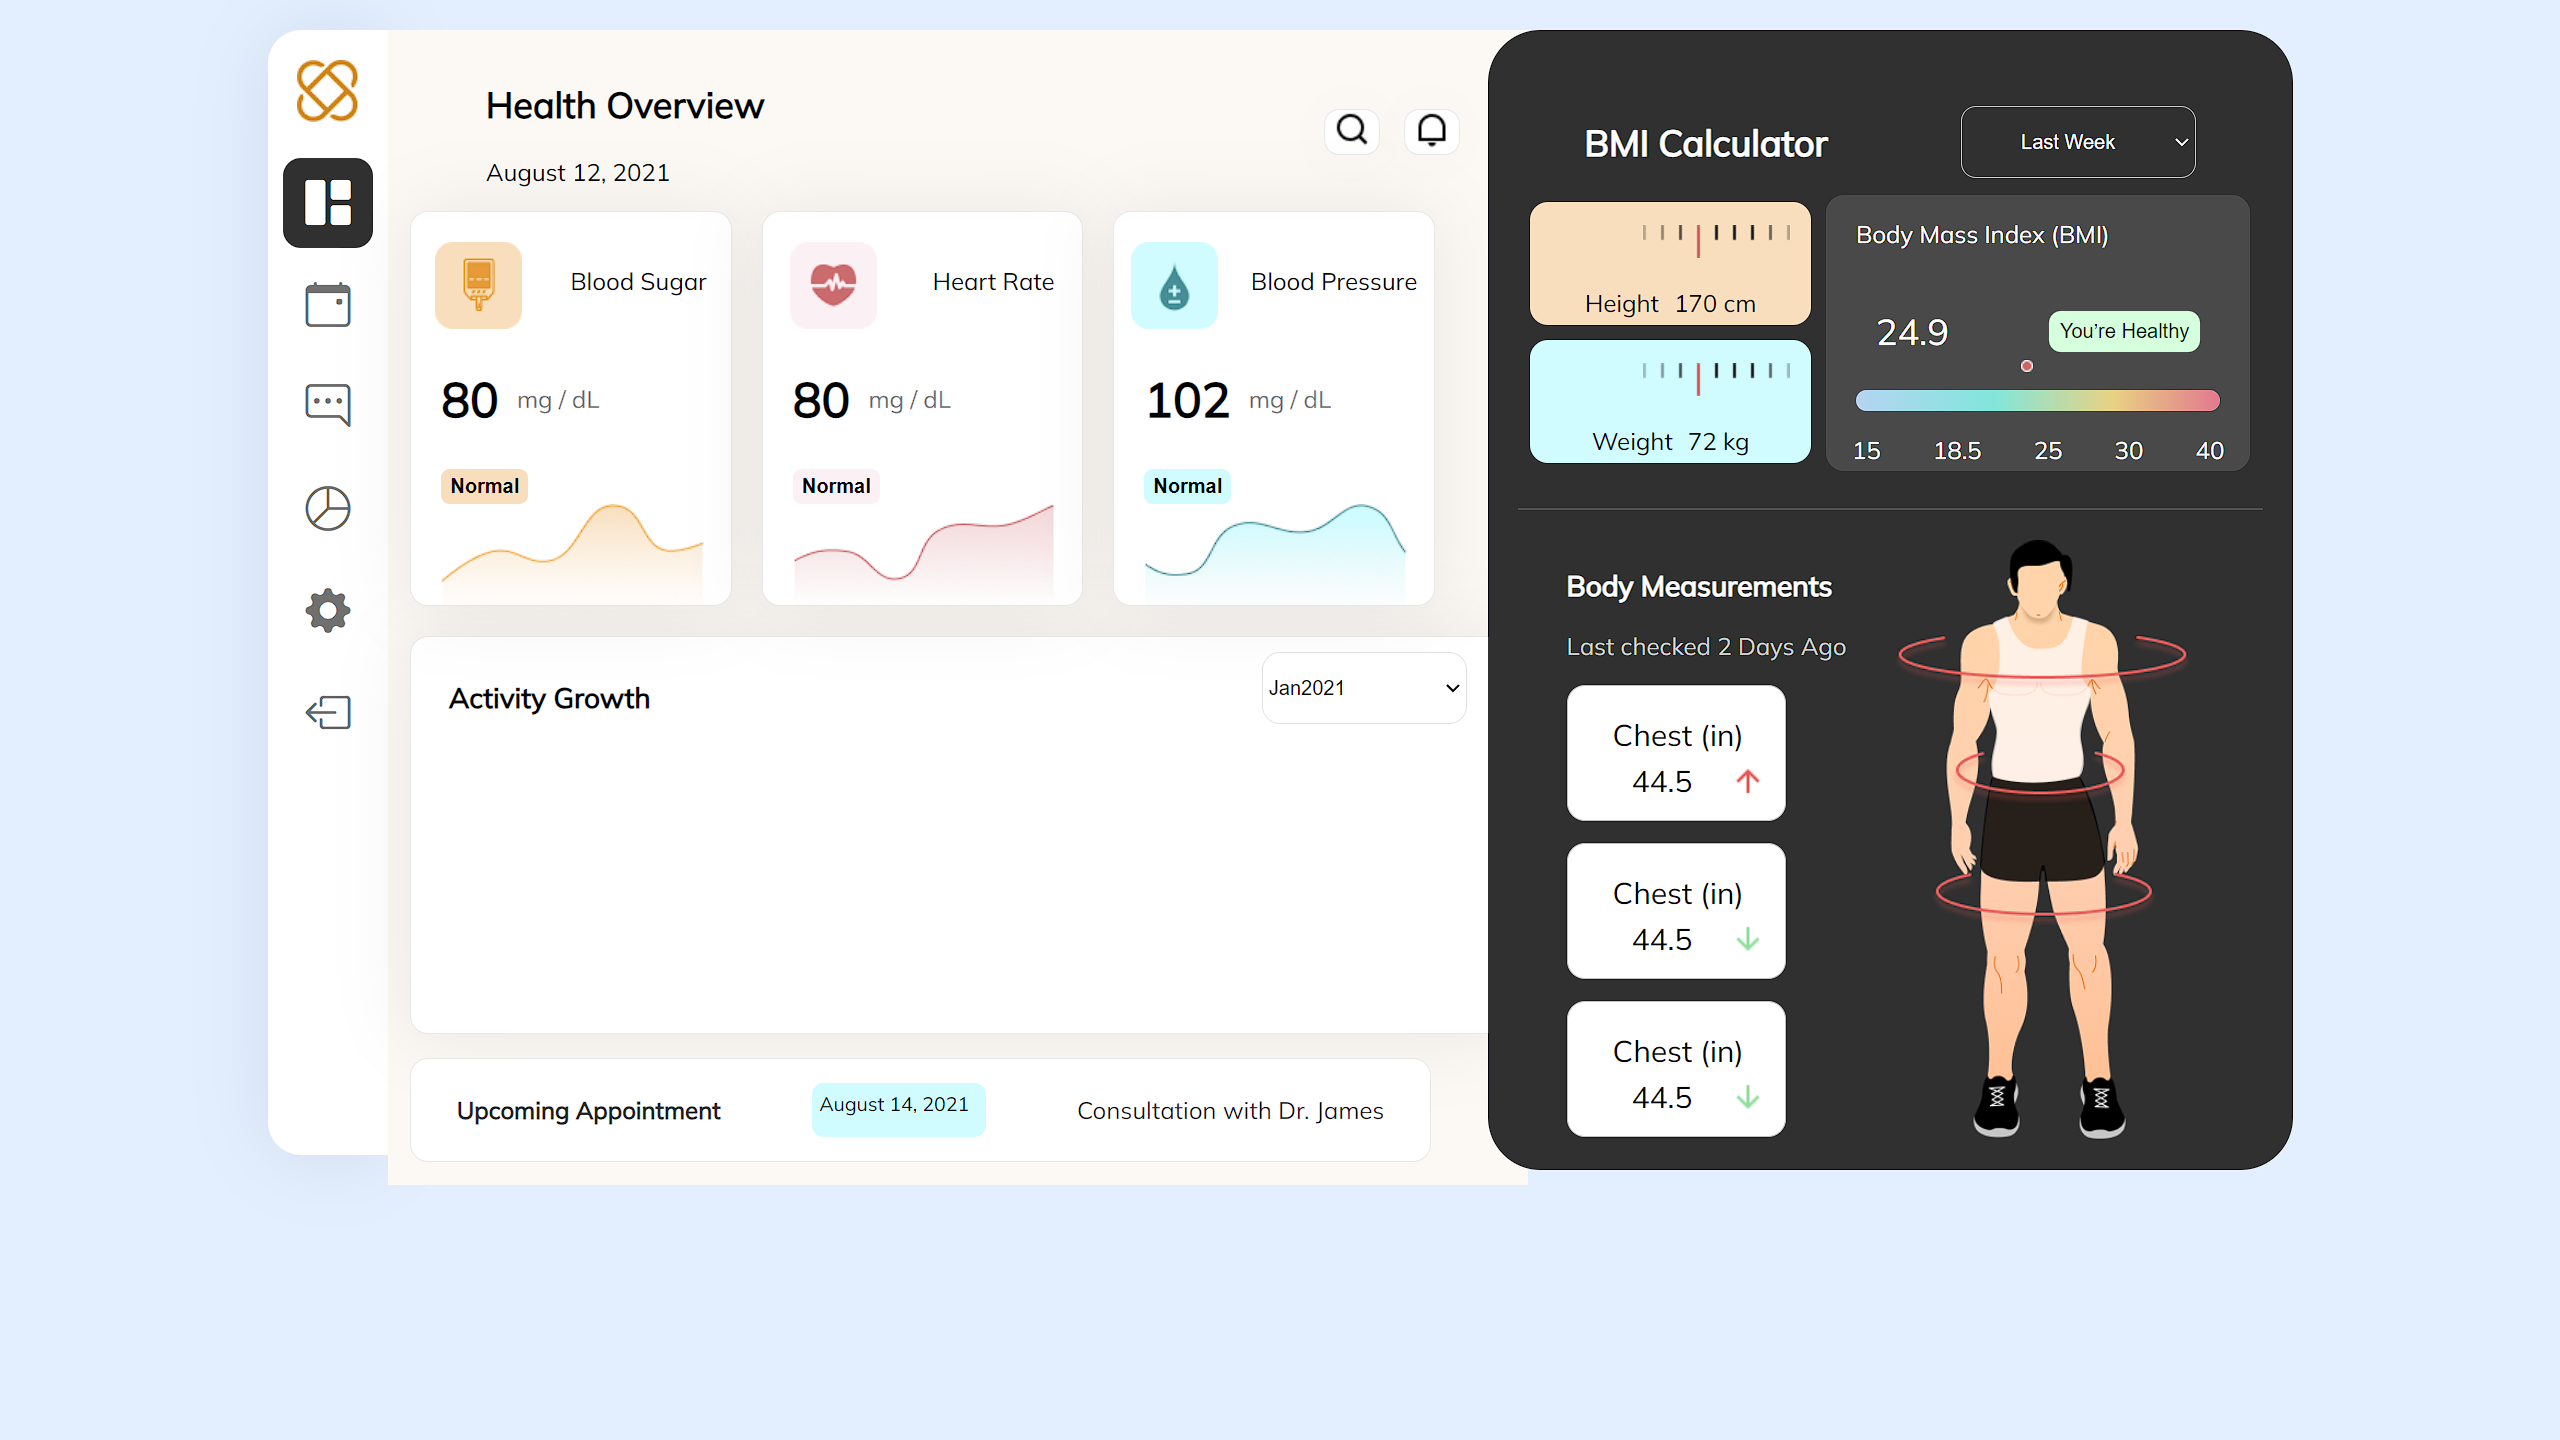 Health Overview
August 12, 2021
Blood Sugar
80 mg / dL
Normal
Heart Rate
80 mg / dL
Normal
Blood Pressure
102 mg / dL
Normal
Activity Growth
Jan2021
Upcoming Appointment
August 14, 2021
Consultation with Dr. James
BMI Calculator
Last Week
Height 170 cm
Weight 72 kg
Body Mass Index (BMI)
24.9
You're Healthy
15 18.5 25 30 40
Body Measurements
Last checked 2 Days Ago
Chest (in)
44.5
Chest (in)
44.5
Chest (in)
44.5